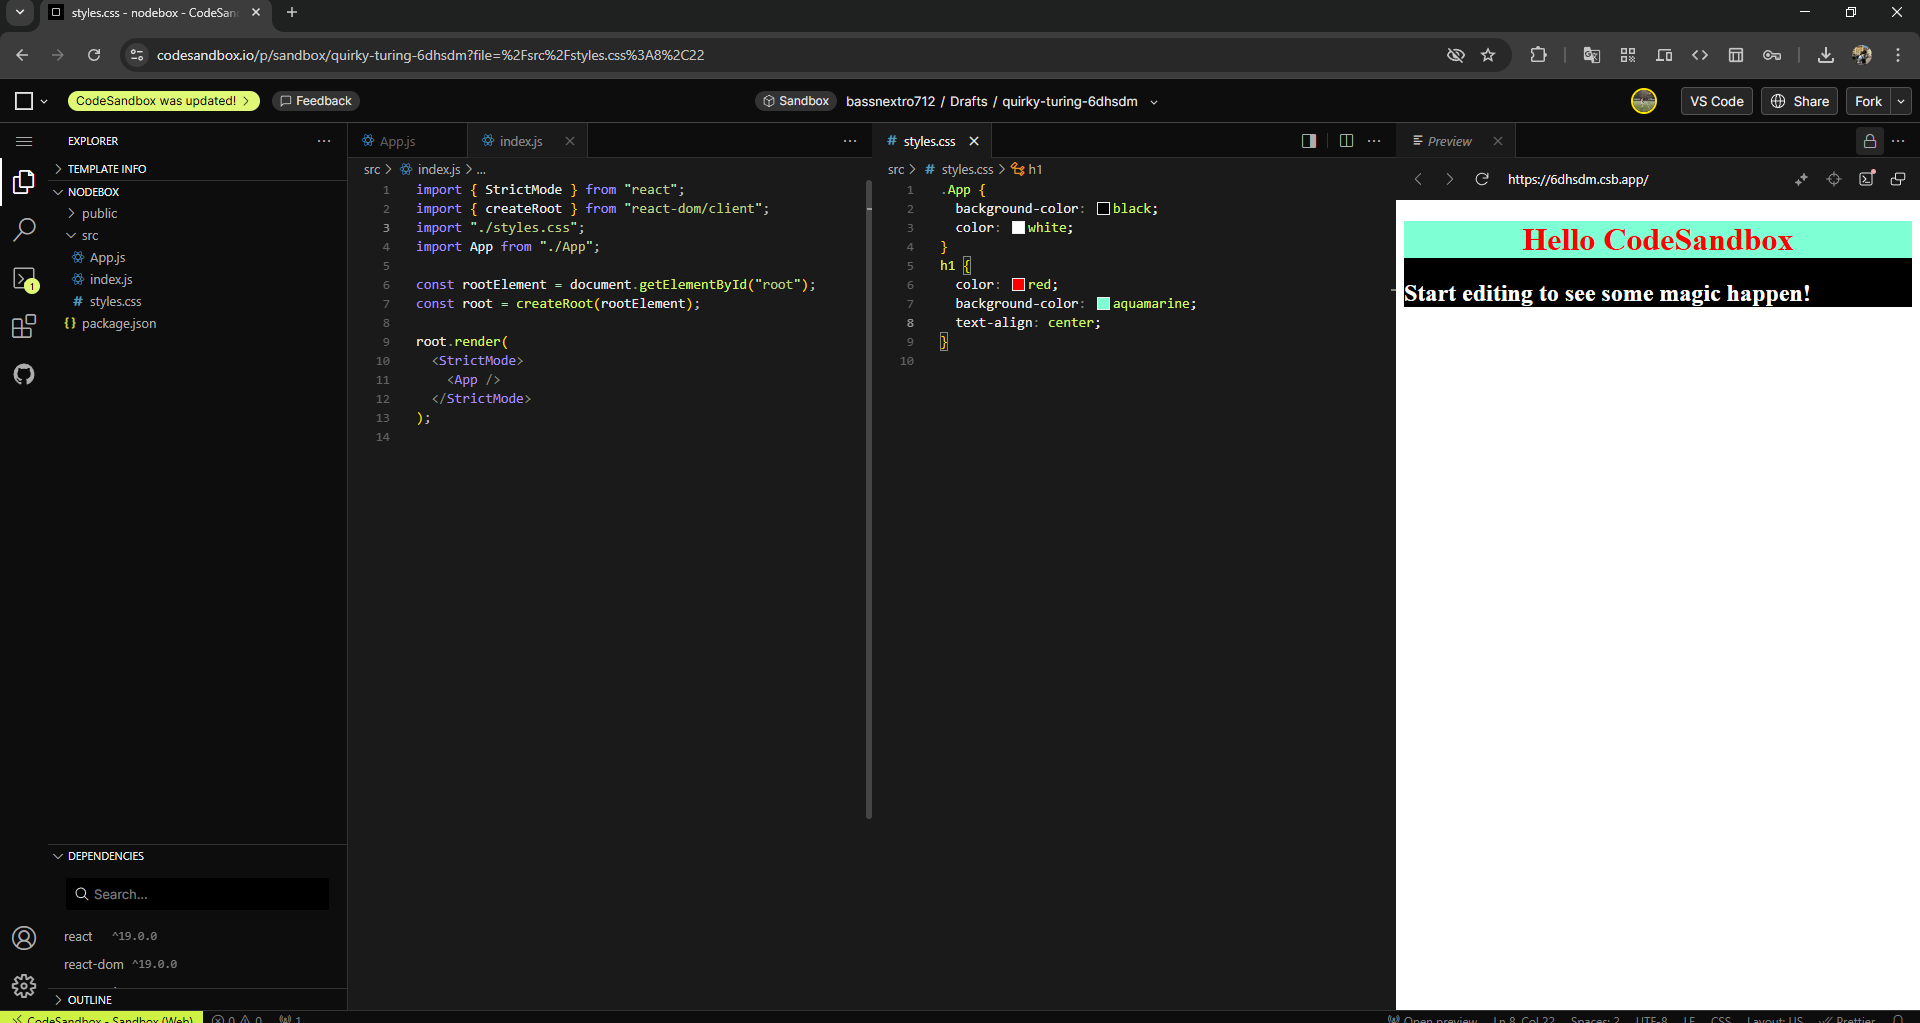 styles.css - nodebox - CodeSan
codesandbox.io/p/sandbox/quirky-turing-6dhsdm?file=%2Fsrc%2Fstyles.css%3A8%2C22
CodeSandbox was updated!
Feedback
Sandbox
bassnextro712 / Drafts / quirky-turing-6dhsdm
VS Code
Share
Fork
EXPLORER
TEMPLATE INFO
NODEBOX
public
src
App.js
index.js
styles.css
{} package.json
1
DEPENDENCIES
Search...
react ^19.0.0
react-dom ^19.0.0
OUTLINE
App.js
index.js
src > index.js > ...
1 import { StrictMode } from "react";
2 import { createRoot } from "react-dom/client";
3 import "./styles.css";
4 import App from "./App";
5
6 const rootElement = document.getElementById("root");
7 const root = createRoot(rootElement);
8
9 root.render(
10 <StrictMode>
11 <App />
12 </StrictMode>
13 );
14
# styles.css
src > # styles.css > h1
1 .App {
2 background-color: black;
3 color: white;
4 }
5 h1 {
6 color: red;
7 background-color: aquamarine;
8 text-align: center;
9 }
10
Preview
https://6dhsdm.csb.app/
Hello CodeSandbox
Start editing to see some magic happen!
CodeSandbox - Sandbox (Web)
0 0
1
Open preview
Ln 8, Col 22
Spaces: 2
UTF-8
LF
CSS
Layout: US
Prettier